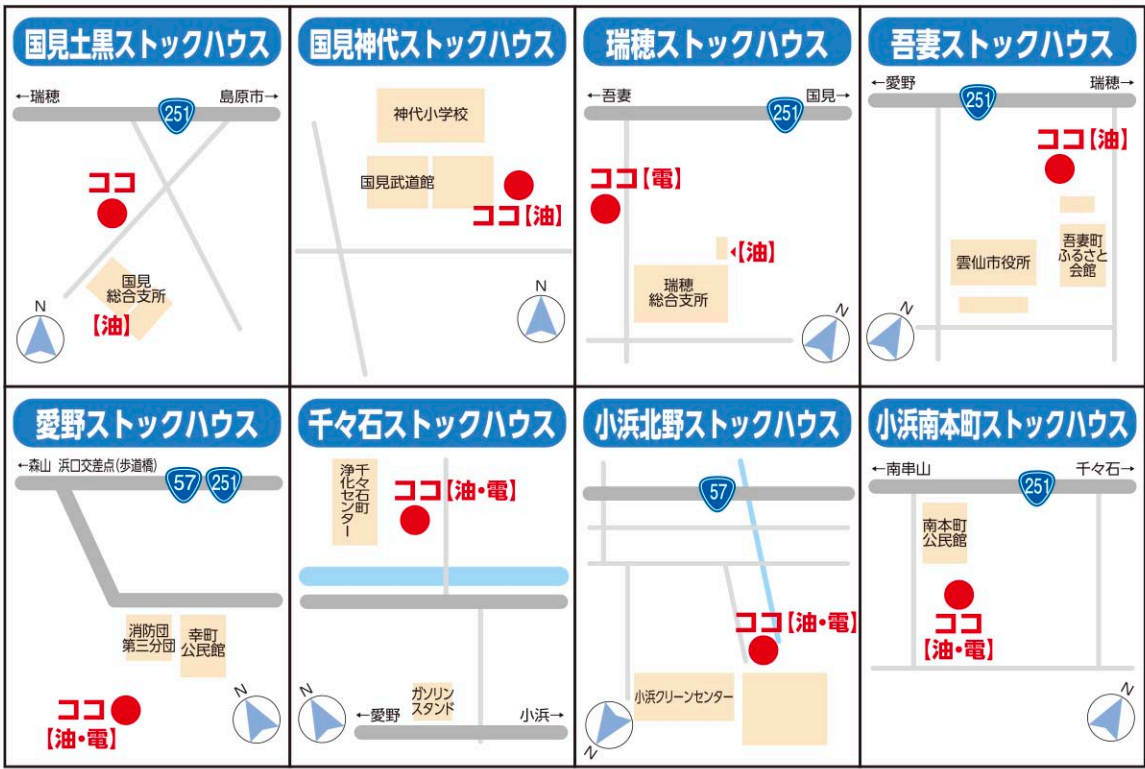 国見土黒ストックハウス
←瑞穂
島原市→
251
ココ
国見
総合支所
【油】
N
国見神代ストックハウス
神代小学校
国見武道館
ココ【油】
N
瑞穂ストックハウス
←吾妻
国見→
251
ココ【電】
【油】
瑞穂
総合支所
N
吾妻ストックハウス
←愛野
瑞穂→
251
ココ【油】
雲仙市役所
吾妻町
ふるさと
会館
N
愛野ストックハウス
←森山 浜口交差点(歩道橋)
57
251
消防団
第三分団
幸町
公民館
ココ
【油・電】
N
千々石ストックハウス
千々石町
浄化センター
ココ【油・電】
ガソリン
スタンド
←愛野
小浜→
N
小浜北野ストックハウス
57
ココ【油・電】
小浜クリーンセンター
N
小浜南本町ストックハウス
←南串山
千々石→
251
南本町
公民館
ココ
【油・電】
N